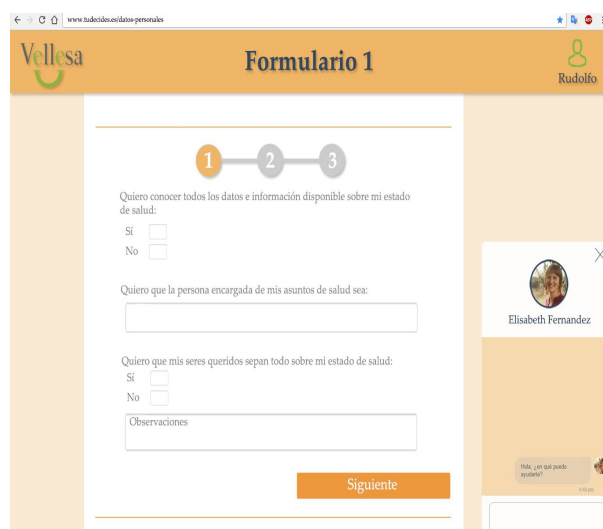 www.tudecides.es/datos-personales
Vellesa
Formulario 1
Rudolfo
1
2
3
Quiero conocer todos los datos e información disponible sobre mi estado
de salud:
Sí
No
Quiero que la persona encargada de mis asuntos de salud sea:
Quiero que mis seres queridos sepan todo sobre mi estado de salud:
Sí
No
Observaciones
Siguiente
Elisabeth Fernandez
Hola, ¿en qué puedo
ayudarte?